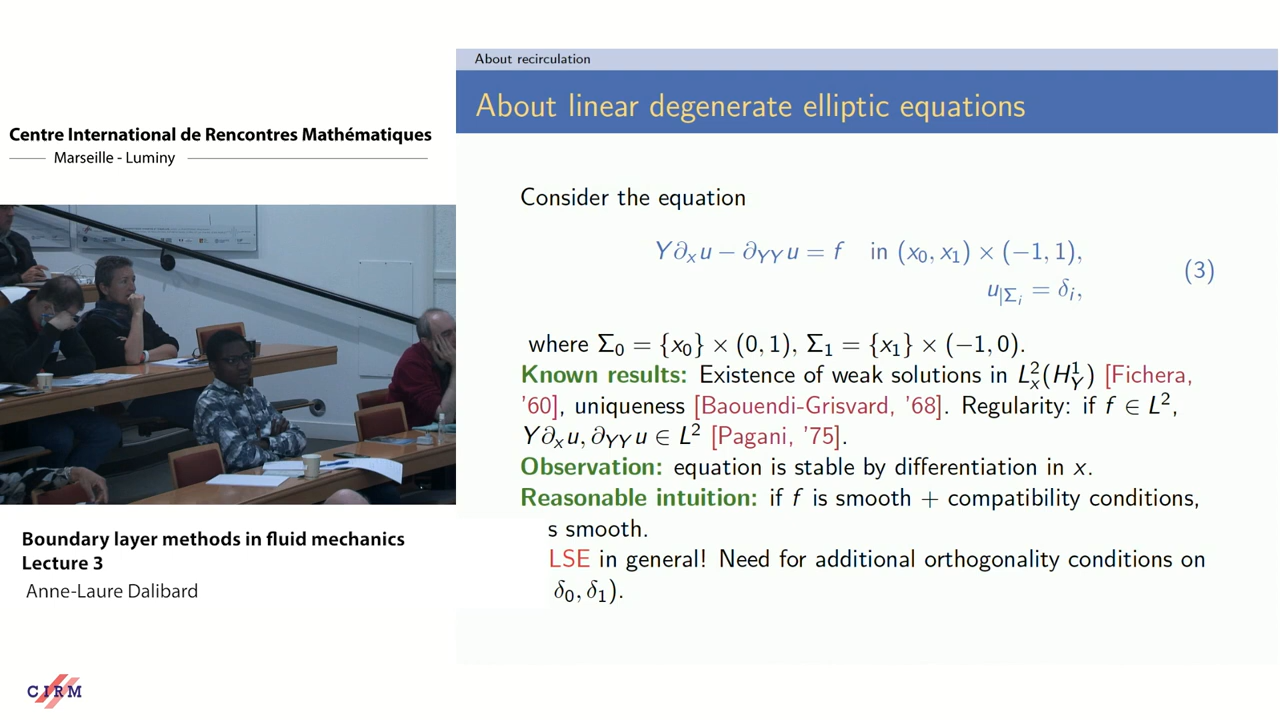 Centre International de Rencontres Mathématiques
Marseille - Luminy
Boundary layer methods in fluid mechanics
Lecture 3
Anne-Laure Dalibard
CIRM
About recirculation
About linear degenerate elliptic equations
Consider the equation
Y∂ₓu − ∂_YY u = f in (x₀, x₁) × (−1, 1),
u_|Σᵢ = δᵢ,
(3)
where Σ₀ = {x₀} × (0, 1), Σ₁ = {x₁} × (−1, 0).
Known results: Existence of weak solutions in L²ₓ(H¹_Y) [Fichera,
'60], uniqueness [Baouendi-Grisvard, '68]. Regularity: if f ∈ L²,
Y∂ₓu, ∂_YY u ∈ L² [Pagani, '75].
Observation: equation is stable by differentiation in x.
Reasonable intuition: if f is smooth + compatibility conditions,
s smooth.
LSE in general! Need for additional orthogonality conditions on
δ₀, δ₁).